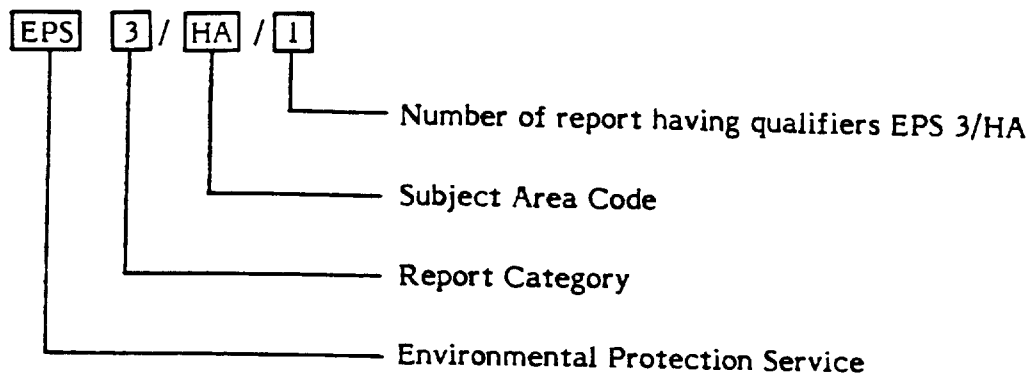 EPS 3 / HA / 1
Number of report having qualifiers EPS 3/HA
Subject Area Code
Report Category
Environmental Protection Service